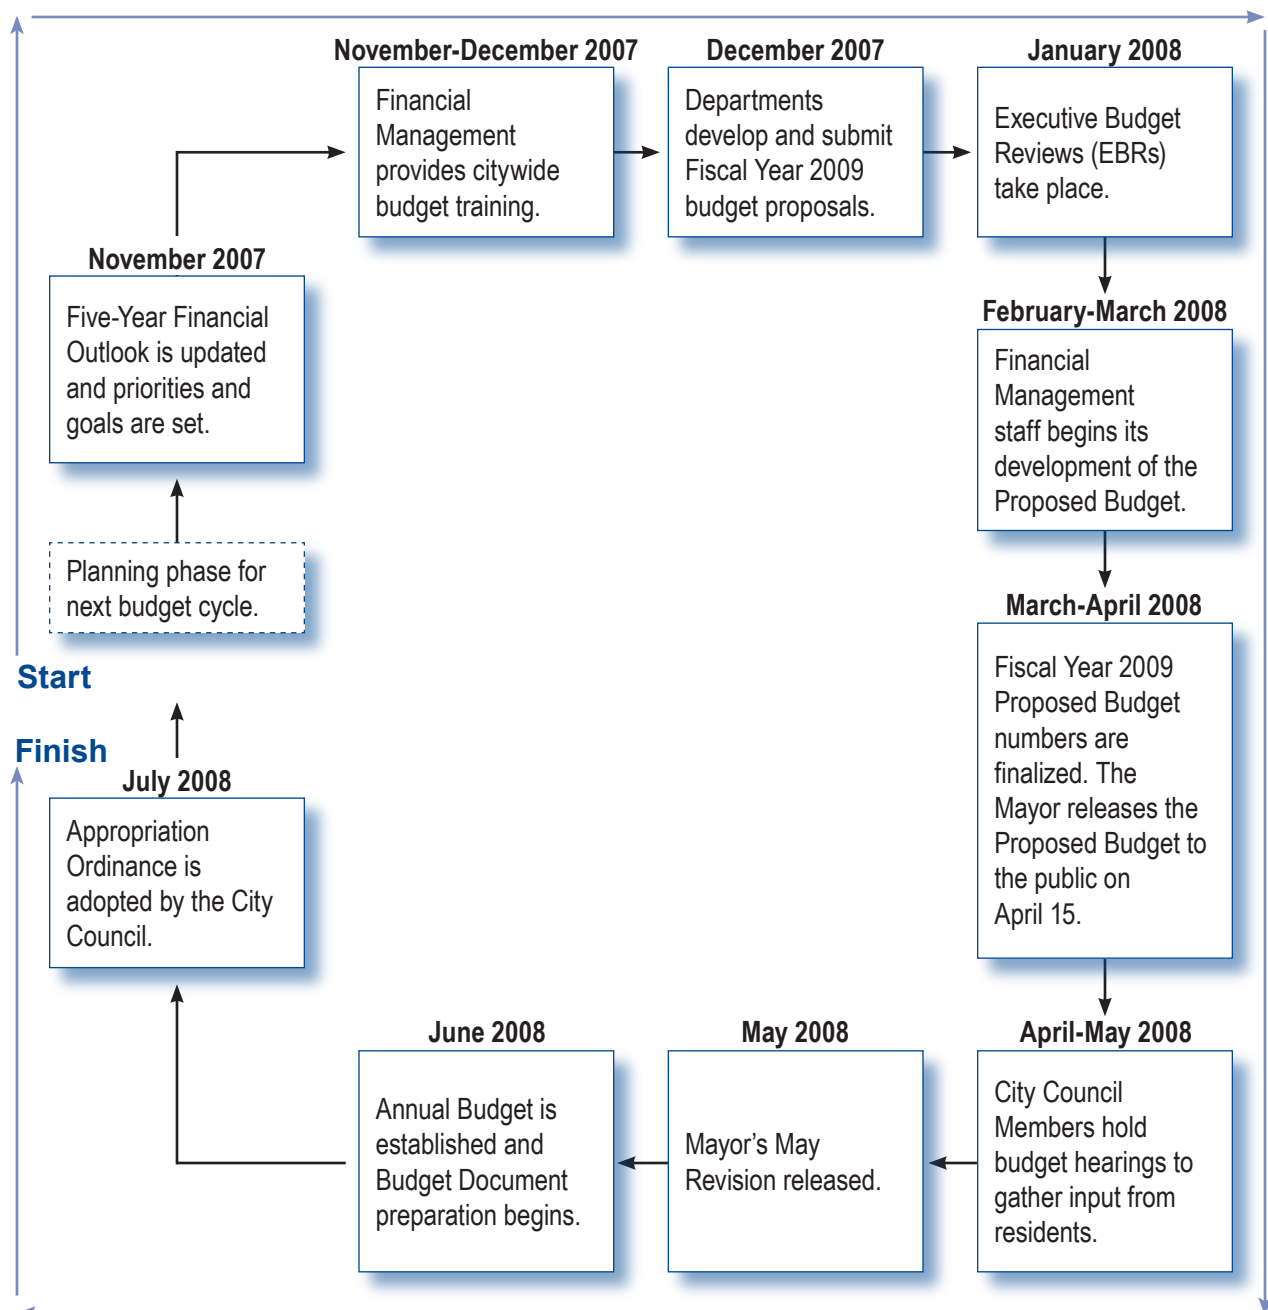 November-December 2007
Financial
Management
provides citywide
budget training.
December 2007
Departments
develop and submit
Fiscal Year 2009
budget proposals.
January 2008
Executive Budget
Reviews (EBRs)
take place.
November 2007
Five-Year Financial
Outlook is updated
and priorities and
goals are set.
February-March 2008
Financial
Management
staff begins its
development of the
Proposed Budget.
Planning phase for
next budget cycle.
March-April 2008
Fiscal Year 2009
Proposed Budget
numbers are
finalized. The
Mayor releases the
Proposed Budget to
the public on
April 15.
Start
Finish
July 2008
Appropriation
Ordinance is
adopted by the City
Council.
June 2008
Annual Budget is
established and
Budget Document
preparation begins.
May 2008
Mayor’s May
Revision released.
April-May 2008
City Council
Members hold
budget hearings to
gather input from
residents.